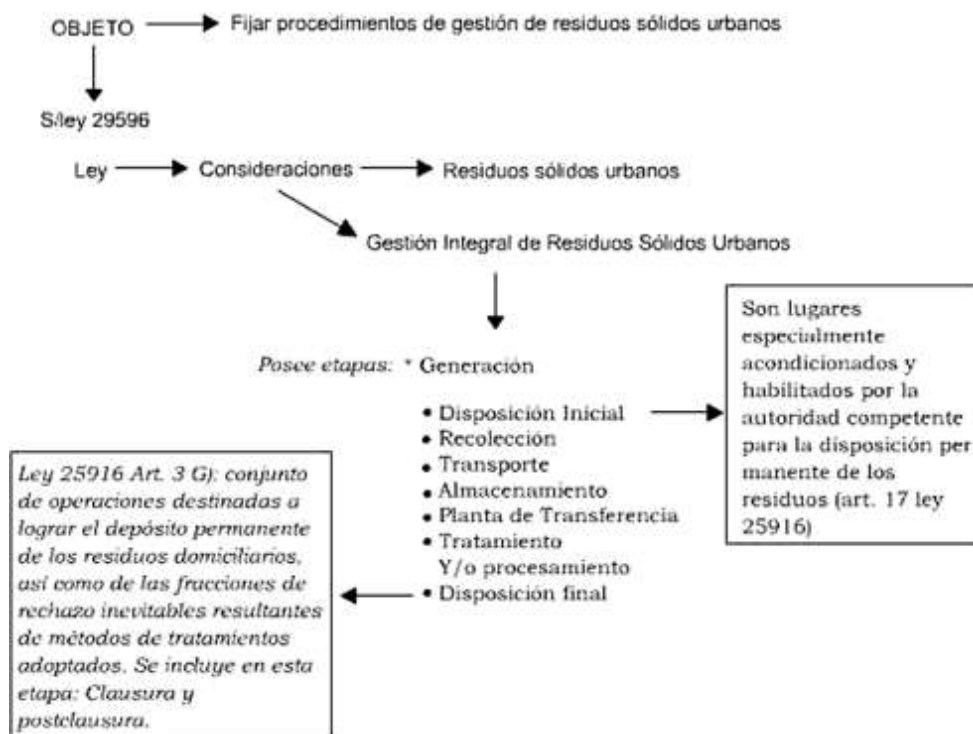 OBJETO
Fijar procedimientos de gestión de residuos sólidos urbanos
S/ley 29596
Ley
Consideraciones
Residuos sólidos urbanos
Gestión Integral de Residuos Sólidos Urbanos
Posee etapas: * Generación
• Disposición Inicial
• Recolección
• Transporte
• Almacenamiento
• Planta de Transferencia
• Tratamiento
Y/o procesamiento
• Disposición final
Son lugares
especialmente
acondicionados y
habilitados por la
autoridad competente
para la disposición per
manente de los
residuos (art. 17 ley
25916)
Ley 25916 Art. 3 G): conjunto
de operaciones destinadas a
lograr el depósito permanente
de los residuos domiciliarios,
así como de las fracciones de
rechazo inevitables resultantes
de métodos de tratamientos
adoptados. Se incluye en esta
etapa: Clausura y
postclausura.